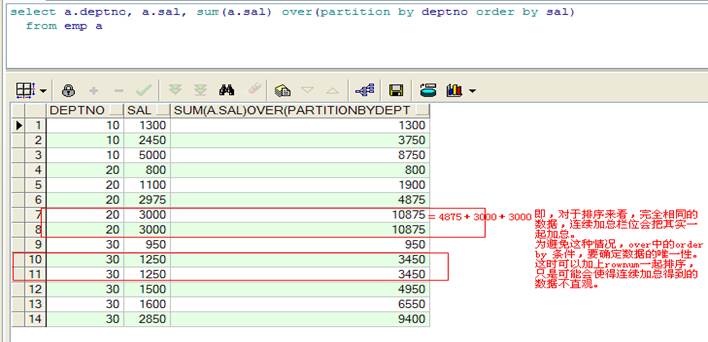 select a.deptno, a.sal, sum(a.sal) over(partition by deptno order by sal)
from emp a
DEPTNO SAL SUM(A.SAL)OVER(PARTITIONBYDEPT
1 10 1300 1300
2 10 2450 3750
3 10 5000 8750
4 20 800 800
5 20 1100 1900
6 20 2975 4875
7 20 3000 10875
8 20 3000 10875
9 30 950 950
10 30 1250 3450
11 30 1250 3450
12 30 1500 4950
13 30 1600 6550
14 30 2850 9400
= 4875 + 3000 + 3000
即，对于排序来看，完全相同的
数据，连续加总栏位会把其实一
起加总。
为避免这种情况，over中的order
by 条件，要确定数据的唯一性。
这时可以加上rownum一起排序，
只是可能会使得连续加总得到的
数据不直观。